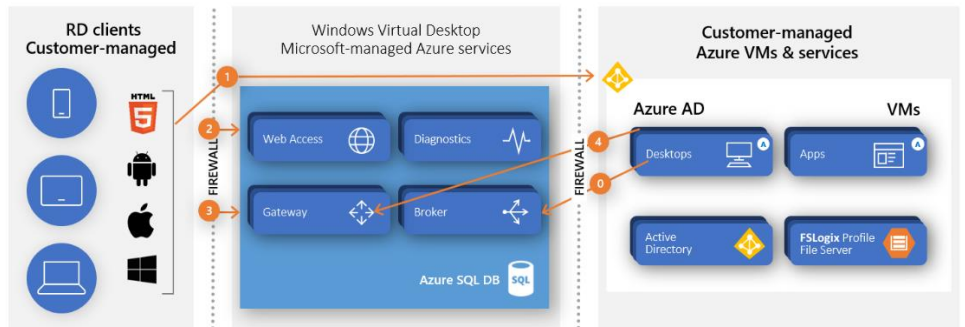 RD clients
Customer-managed
HTML
5
Windows Virtual Desktop
Microsoft-managed Azure services
Customer-managed
Azure VMs & services
1
2
3
4
0
FIREWALL
FIREWALL
Web Access
Diagnostics
Gateway
Broker
Azure SQL DB
SQL
Azure AD
VMs
Desktops
A
Apps
A
Active
Directory
FSLogix Profile
File Server